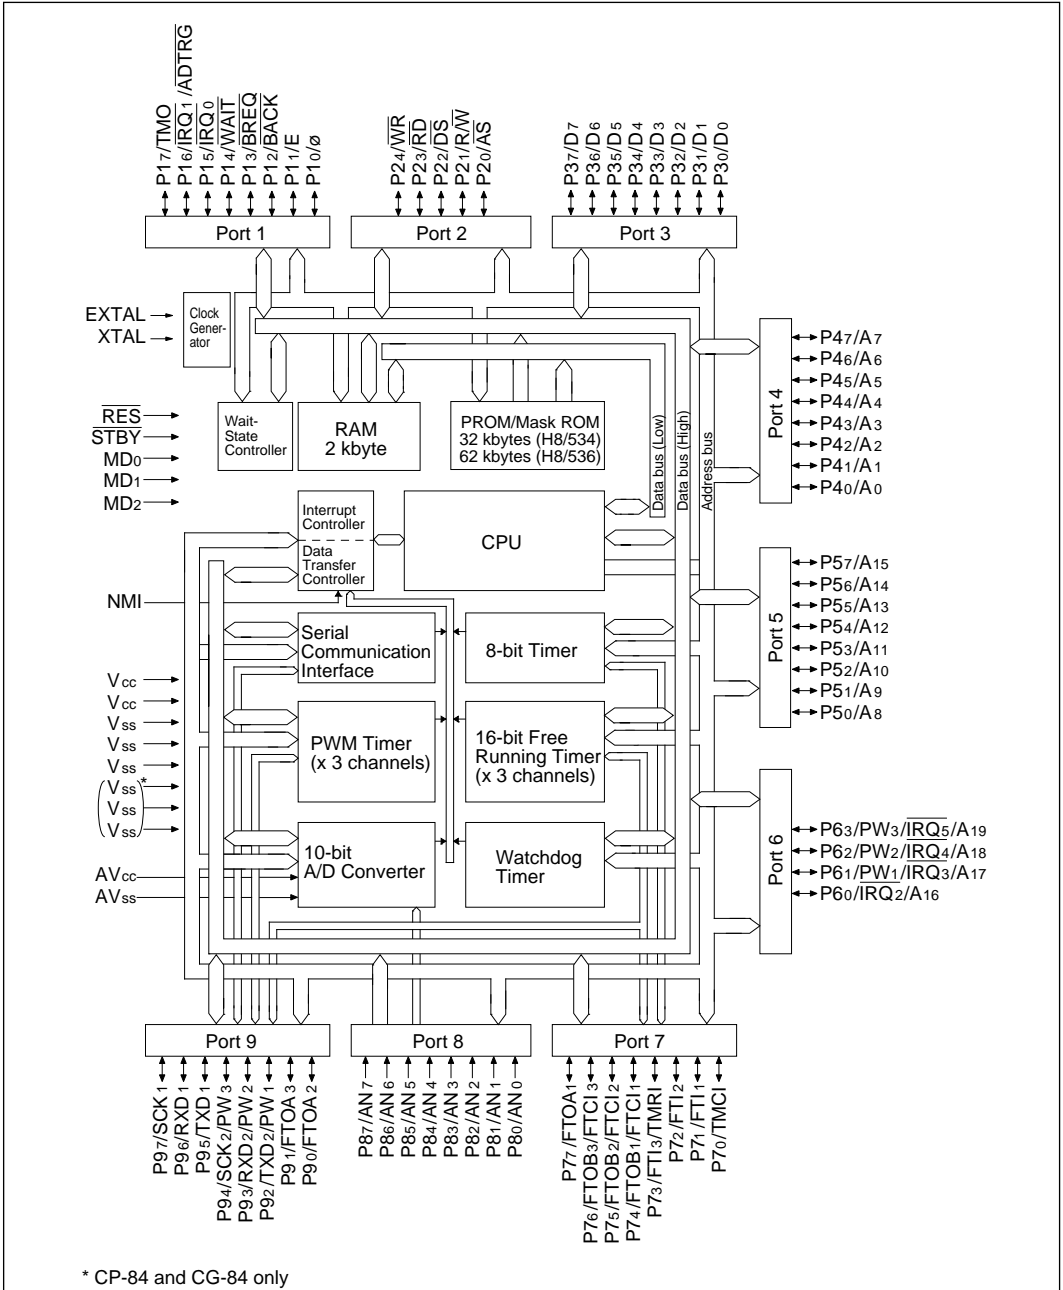 P17/TMO
P16/IRQ1/ADTRG
P15/IRQ0
P14/WAIT
P13/BREQ
P12/BACK
P11/E
P10/ø
P24/WR
P23/RD
P22/DS
P21/R/W
P20/AS
P37/D7
P36/D6
P35/D5
P34/D4
P33/D3
P32/D2
P31/D1
P30/D0
Port 1
Port 2
Port 3
EXTAL
XTAL
Clock
Gener-
ator
RES
STBY
MD0
MD1
MD2
Wait-
State
Controller
RAM
2 kbyte
PROM/Mask ROM
32 kbytes (H8/534)
62 kbytes (H8/536)
Data bus (Low)
Data bus (High)
Address bus
Port 4
P47/A7
P46/A6
P45/A5
P44/A4
P43/A3
P42/A2
P41/A1
P40/A0
Interrupt
Controller
Data
Transfer
Controller
CPU
NMI
Serial
Communication
Interface
8-bit Timer
Port 5
P57/A15
P56/A14
P55/A13
P54/A12
P53/A11
P52/A10
P51/A9
P50/A8
Vcc
Vcc
Vss
Vss
Vss
(Vss)*
Vss
Vss
PWM Timer
(x 3 channels)
16-bit Free
Running Timer
(x 3 channels)
AVcc
AVss
10-bit
A/D Converter
Watchdog
Timer
Port 6
P63/PW3/IRQ5/A19
P62/PW2/IRQ4/A18
P61/PW1/IRQ3/A17
P60/IRQ2/A16
Port 9
Port 8
Port 7
P97/SCK1
P96/RXD1
P95/TXD1
P94/SCK2/PW3
P93/RXD2/PW2
P92/TXD2/PW1
P91/FTOA3
P90/FTOA2
P87/AN7
P86/AN6
P85/AN5
P84/AN4
P83/AN3
P82/AN2
P81/AN1
P80/AN0
P77/FTOA1
P76/FTOB3/FTCI3
P75/FTOB2/FTCI2
P74/FTOB1/FTCI1
P73/FTI3/TMRI
P72/FTI2
P71/FTI1
P70/TMCI
* CP-84 and CG-84 only